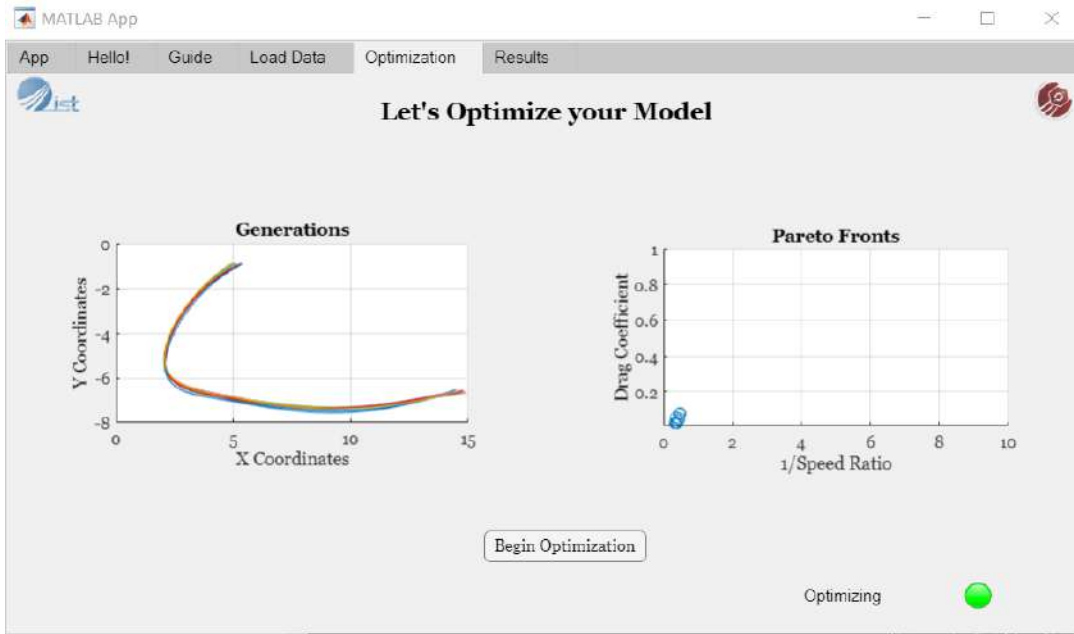 MATLAB App
App Hello! Guide Load Data Optimization Results
ist
Let's Optimize your Model
Generations
0
-2
-4
-6
-8
Y Coordinates
0 5 10 15
X Coordinates
Pareto Fronts
1
0.8
0.6
0.4
0.2
Drag Coefficient
0 2 4 6 8 10
1/Speed Ratio
Begin Optimization
Optimizing